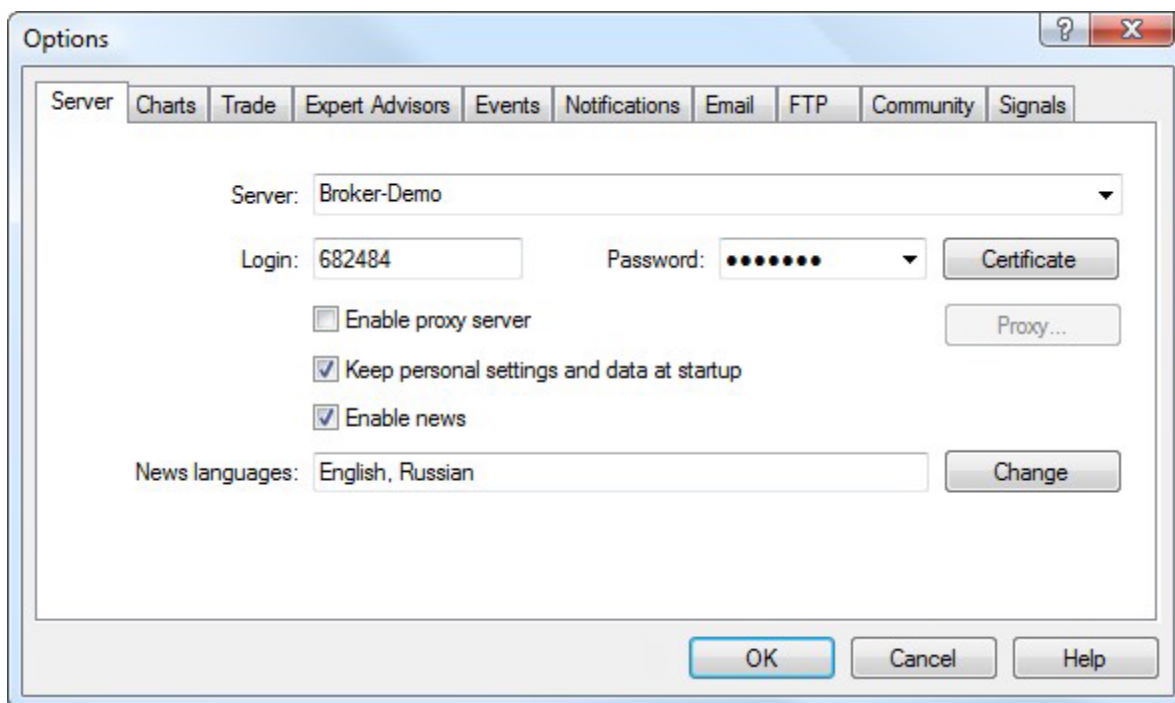 Options
Server Charts Trade Expert Advisors Events Notifications Email FTP Community Signals
Server: Broker-Demo
Login: 682484 Password: ●●●●●●● Certificate
Enable proxy server Proxy...
Keep personal settings and data at startup
Enable news
News languages: English, Russian Change
OK Cancel Help